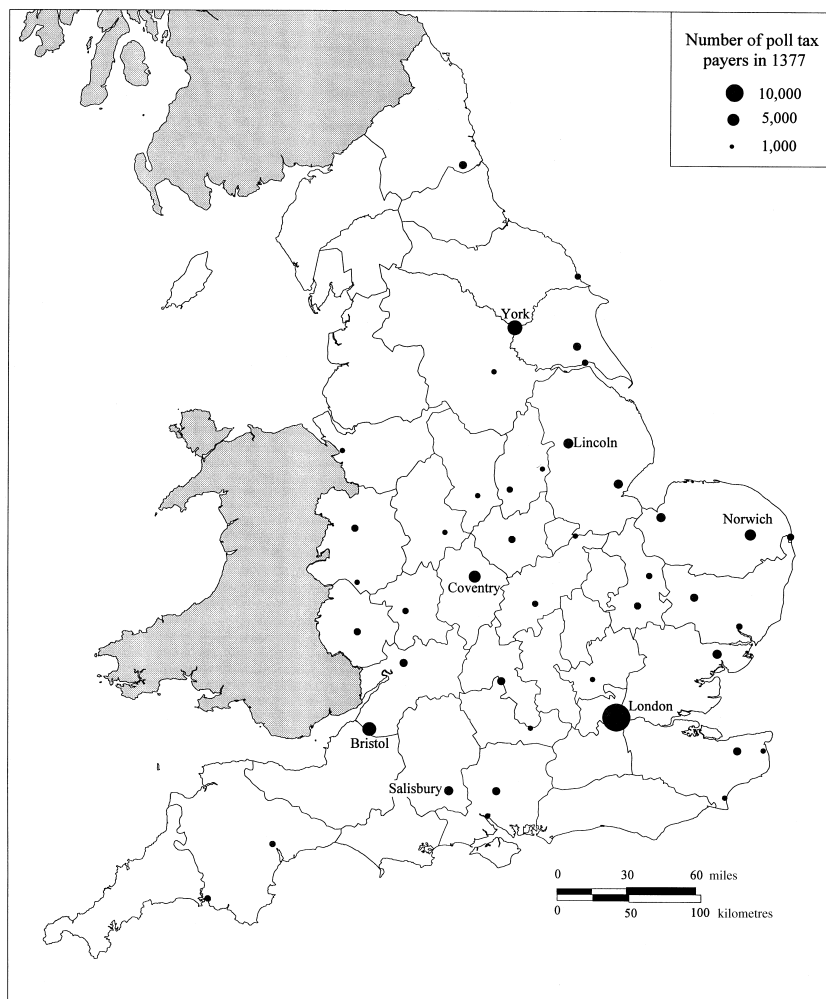 Number of poll tax
payers in 1377
10,000
5,000
1,000
York
Lincoln
Norwich
Coventry
London
Bristol
Salisbury
0 30 60 miles
0 50 100 kilometres